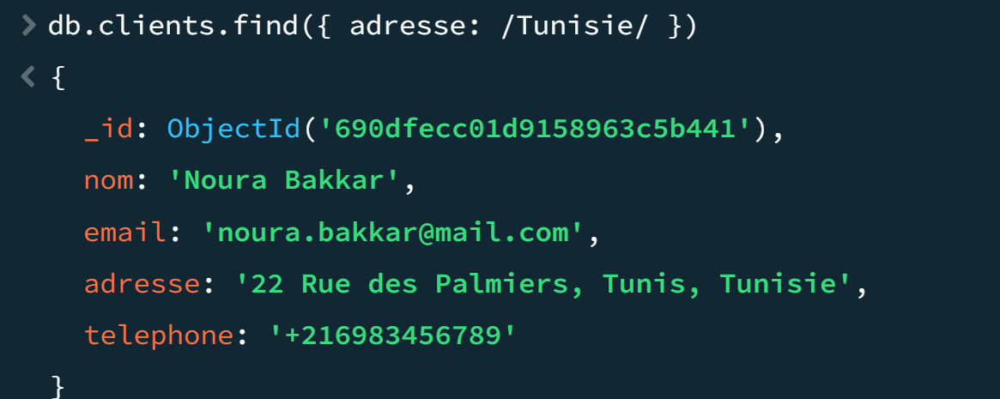 > db.clients.find({ adresse: /Tunisie/ })
< {
_id: ObjectId('690dfecc01d9158963c5b441'),
nom: 'Noura Bakkar',
email: 'noura.bakkar@mail.com',
adresse: '22 Rue des Palmiers, Tunis, Tunisie',
telephone: '+216983456789'
}